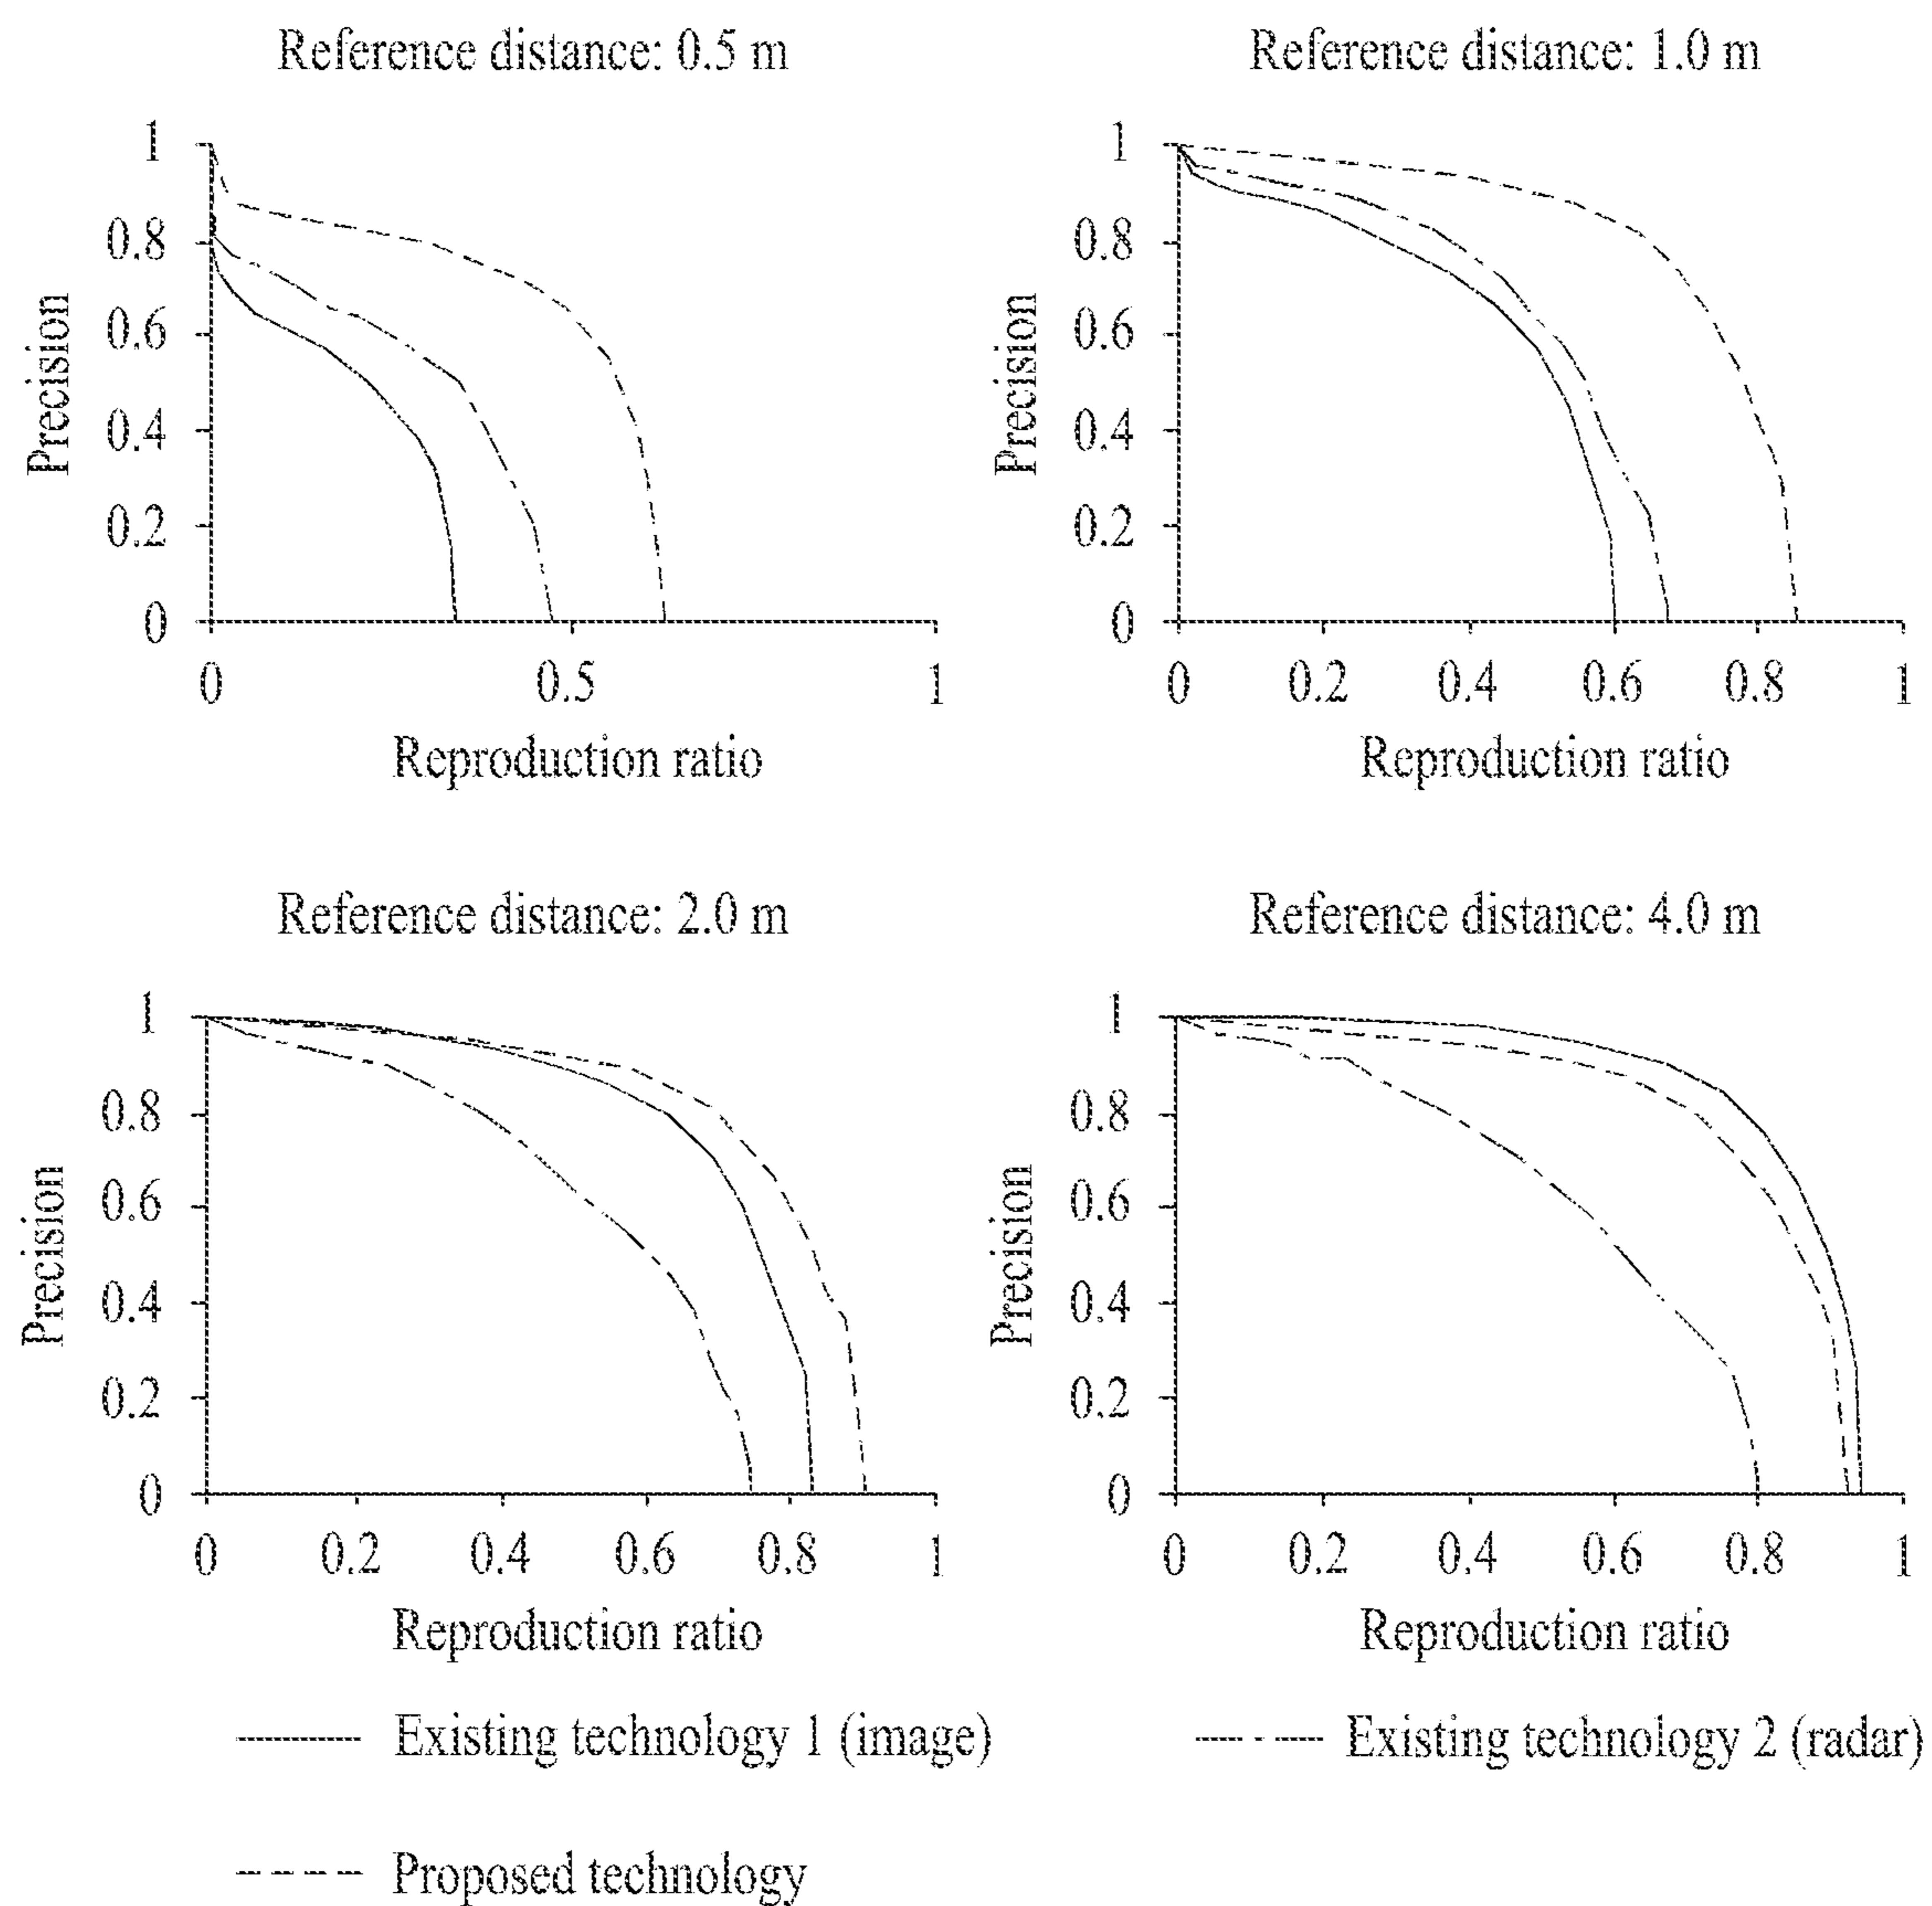 Reference distance: 0.5 m
Precision
1
0.8
0.6
0.4
0.2
0
0 0.5 1
Reproduction ratio
Reference distance: 1.0 m
Precision
1
0.8
0.6
0.4
0.2
0
0 0.2 0.4 0.6 0.8 1
Reproduction ratio
Reference distance: 2.0 m
Precision
1
0.8
0.6
0.4
0.2
0
0 0.2 0.4 0.6 0.8 1
Reproduction ratio
Reference distance: 4.0 m
Precision
1
0.8
0.6
0.4
0.2
0
0 0.2 0.4 0.6 0.8 1
Reproduction ratio
Existing technology 1 (image)
Existing technology 2 (radar)
Proposed technology